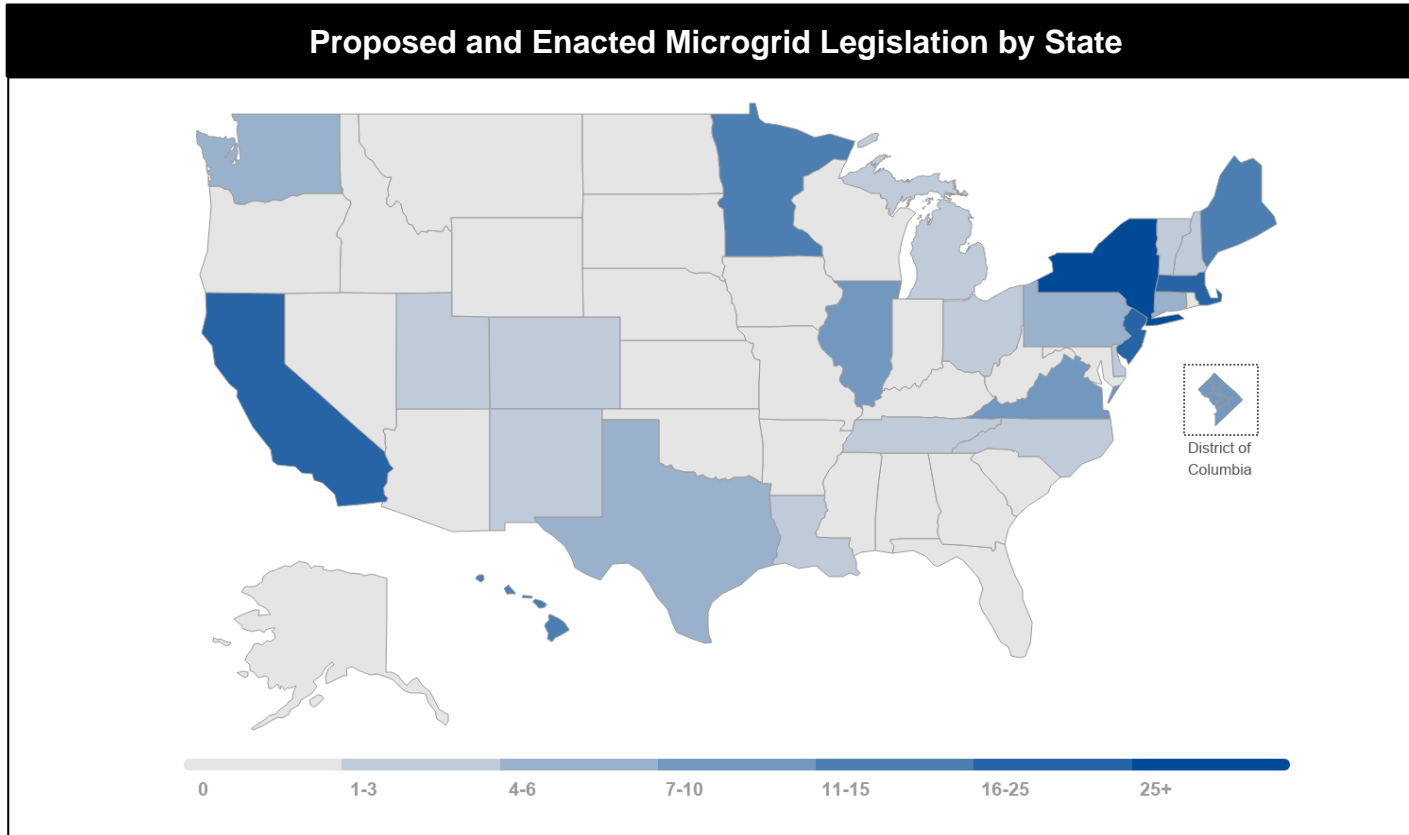 Proposed and Enacted Microgrid Legislation by State
District of
Columbia
0 1-3 4-6 7-10 11-15 16-25 25+